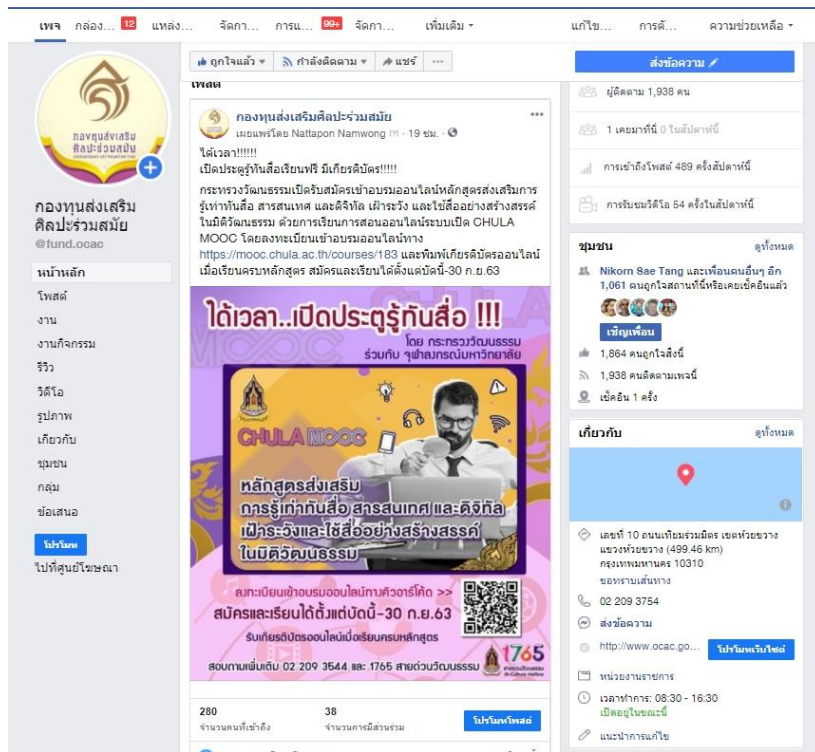 เพจ กล่อง... 12 แหล่ง... จัดกา... การแ... 99+ จัดกา... เพิ่มเติม แก้ไข... การตั้... ความช่วยเหลือ
กองทุนส่งเสริม
ศิลปะร่วมสมัย
กองทุนส่งเสริม
ศิลปะร่วมสมัย
@fund.ocac
หน้าหลัก
โพสต์
งาน
งานกิจกรรม
รีวิว
วิดีโอ
รูปภาพ
เกี่ยวกับ
ชุมชน
กลุ่ม
ข้อเสนอ
โปรโมท
ไปที่ศูนย์โฆษณา
ถูกใจแล้ว กำลังติดตาม แชร์ ...
โพสต์
กองทุนส่งเสริมศิลปะร่วมสมัย ...
เผยแพร่โดย Nattapon Namwong · 19 ชม. ·
ได้เวลา!!!!!!
เปิดประตูรู้ทันสื่อเรียนฟรี มีเกียรติบัตร!!!!!
กระทรวงวัฒนธรรมเปิดรับสมัครเข้าอบรมออนไลน์หลักสูตรส่งเสริมการ
รู้เท่าทันสื่อ สารสนเทศ และดิจิทัล เฝ้าระวัง และใช้สื่ออย่างสร้างสรรค์
ในมิติวัฒนธรรม ด้วยการเรียนการสอนออนไลน์ระบบเปิด CHULA
MOOC โดยลงทะเบียนเข้าอบรมออนไลน์ทาง
https://mooc.chula.ac.th/courses/183 และพิมพ์เกียรติบัตรออนไลน์
เมื่อเรียนครบหลักสูตร สมัครและเรียนได้ตั้งแต่บัดนี้-30 ก.ย.63
ได้เวลา..เปิดประตูรู้ทันสื่อ !!!
โดย กระทรวงวัฒนธรรม
ร่วมกับ จุฬาลงกรณ์มหาวิทยาลัย
CHULA MOOC
หลักสูตรส่งเสริม
การรู้เท่าทันสื่อ สารสนเทศ และดิจิทัล
เฝ้าระวังและใช้สื่ออย่างสร้างสรรค์
ในมิติวัฒนธรรม
ลงทะเบียนเข้าอบรมออนไลน์ทางคิวอาร์โค้ด >>
สมัครและเรียนได้ตั้งแต่บัดนี้-30 ก.ย.63
รับเกียรติบัตรออนไลน์เมื่อเรียนครบหลักสูตร
สอบถามเพิ่มเติม 02 209 3544 และ 1765 สายด่วนวัฒนธรรม
1765
280 38
จำนวนคนที่เข้าถึง จำนวนการมีส่วนร่วม
โปรโมทโพสต์
ส่งข้อความ
ผู้ติดตาม 1,938 คน
1 เคยมาที่นี่ 0 ในสัปดาห์นี้
การเข้าถึงโพสต์ 489 ครั้งสัปดาห์นี้
การรับชมวิดีโอ 54 ครั้งในสัปดาห์นี้
ชุมชน ดูทั้งหมด
Nikorn Sae Tang และเพื่อนคนอื่นๆ อีก
1,061 คนถูกใจสถานที่นี้หรือเคยเช็คอินแล้ว
เชิญเพื่อน
1,864 คนถูกใจสิ่งนี้
1,938 คนติดตามเพจนี้
เช็คอิน 1 ครั้ง
เกี่ยวกับ ดูทั้งหมด
เลขที่ 10 ถนนเทียมร่วมมิตร เขตห้วยขวาง
แขวงห้วยขวาง (499.46 km)
กรุงเทพมหานคร 10310
ขอทราบเส้นทาง
02 209 3754
ส่งข้อความ
http://www.ocac.go... โปรโมทเว็บไซต์
หน่วยงานราชการ
เวลาทำการ: 08:30 - 16:30
เปิดอยู่ในขณะนี้
แนะนำการแก้ไข